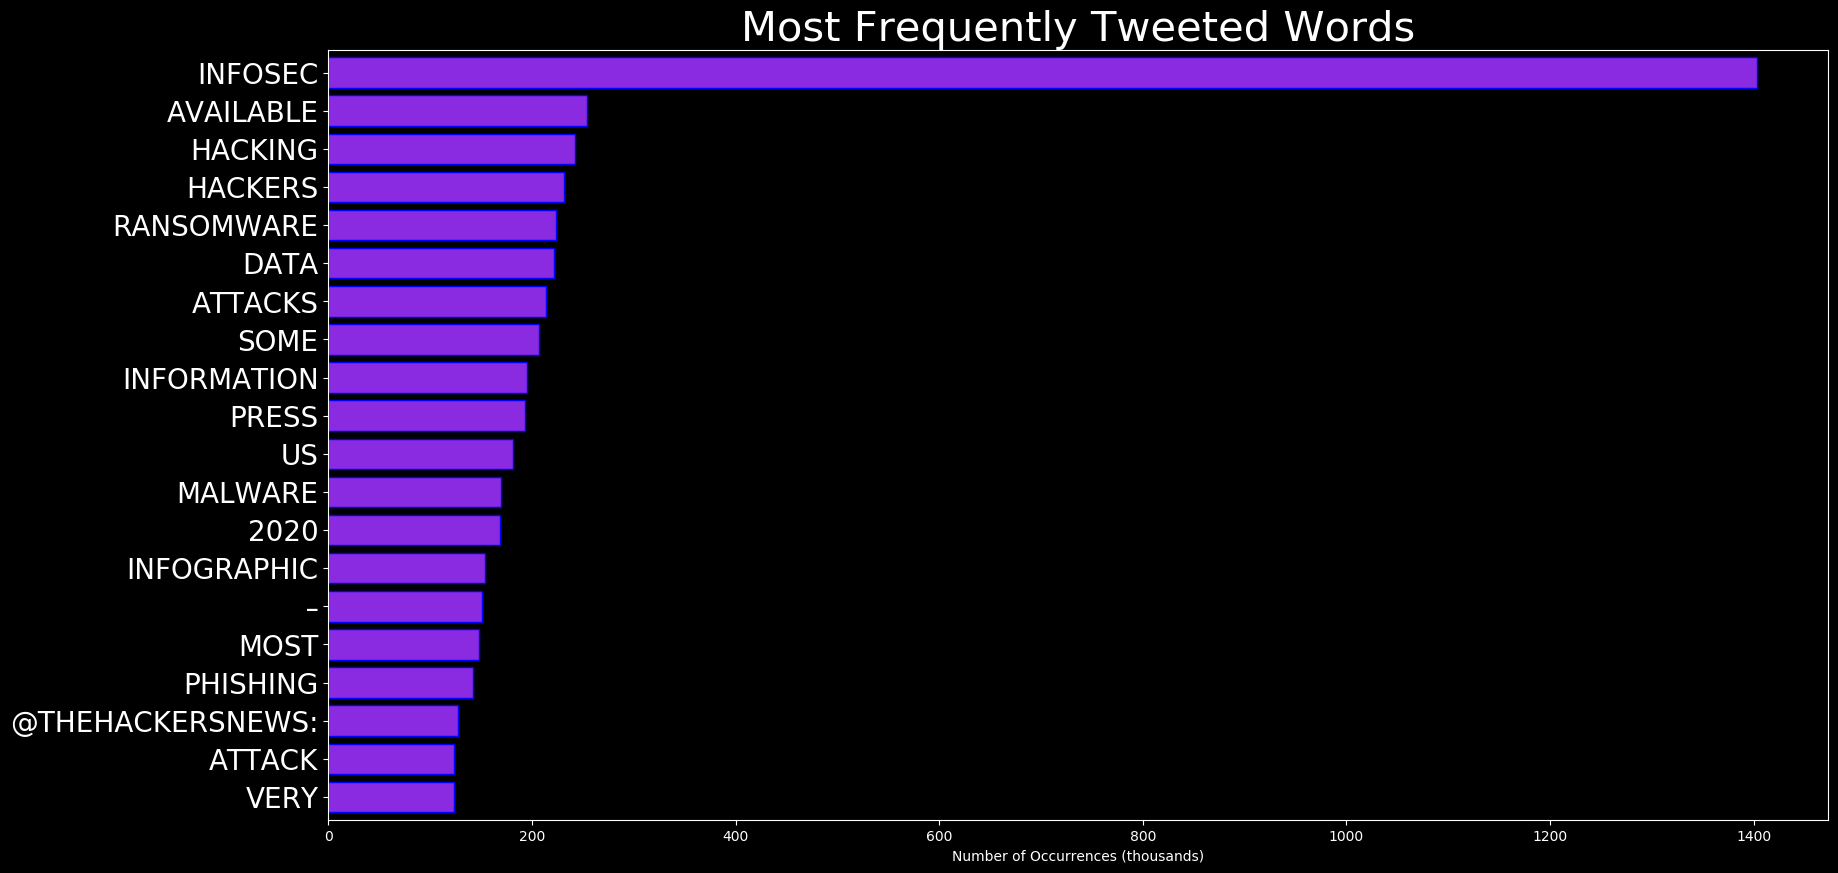 Most Frequently Tweeted Words
INFOSEC
AVAILABLE
HACKING
HACKERS
RANSOMWARE
DATA
ATTACKS
SOME
INFORMATION
PRESS
US
MALWARE
2020
INFOGRAPHIC
–
MOST
PHISHING
@THEHACKERSNEWS:
ATTACK
VERY
0 200 400 600 800 1000 1200 1400
Number of Occurrences (thousands)